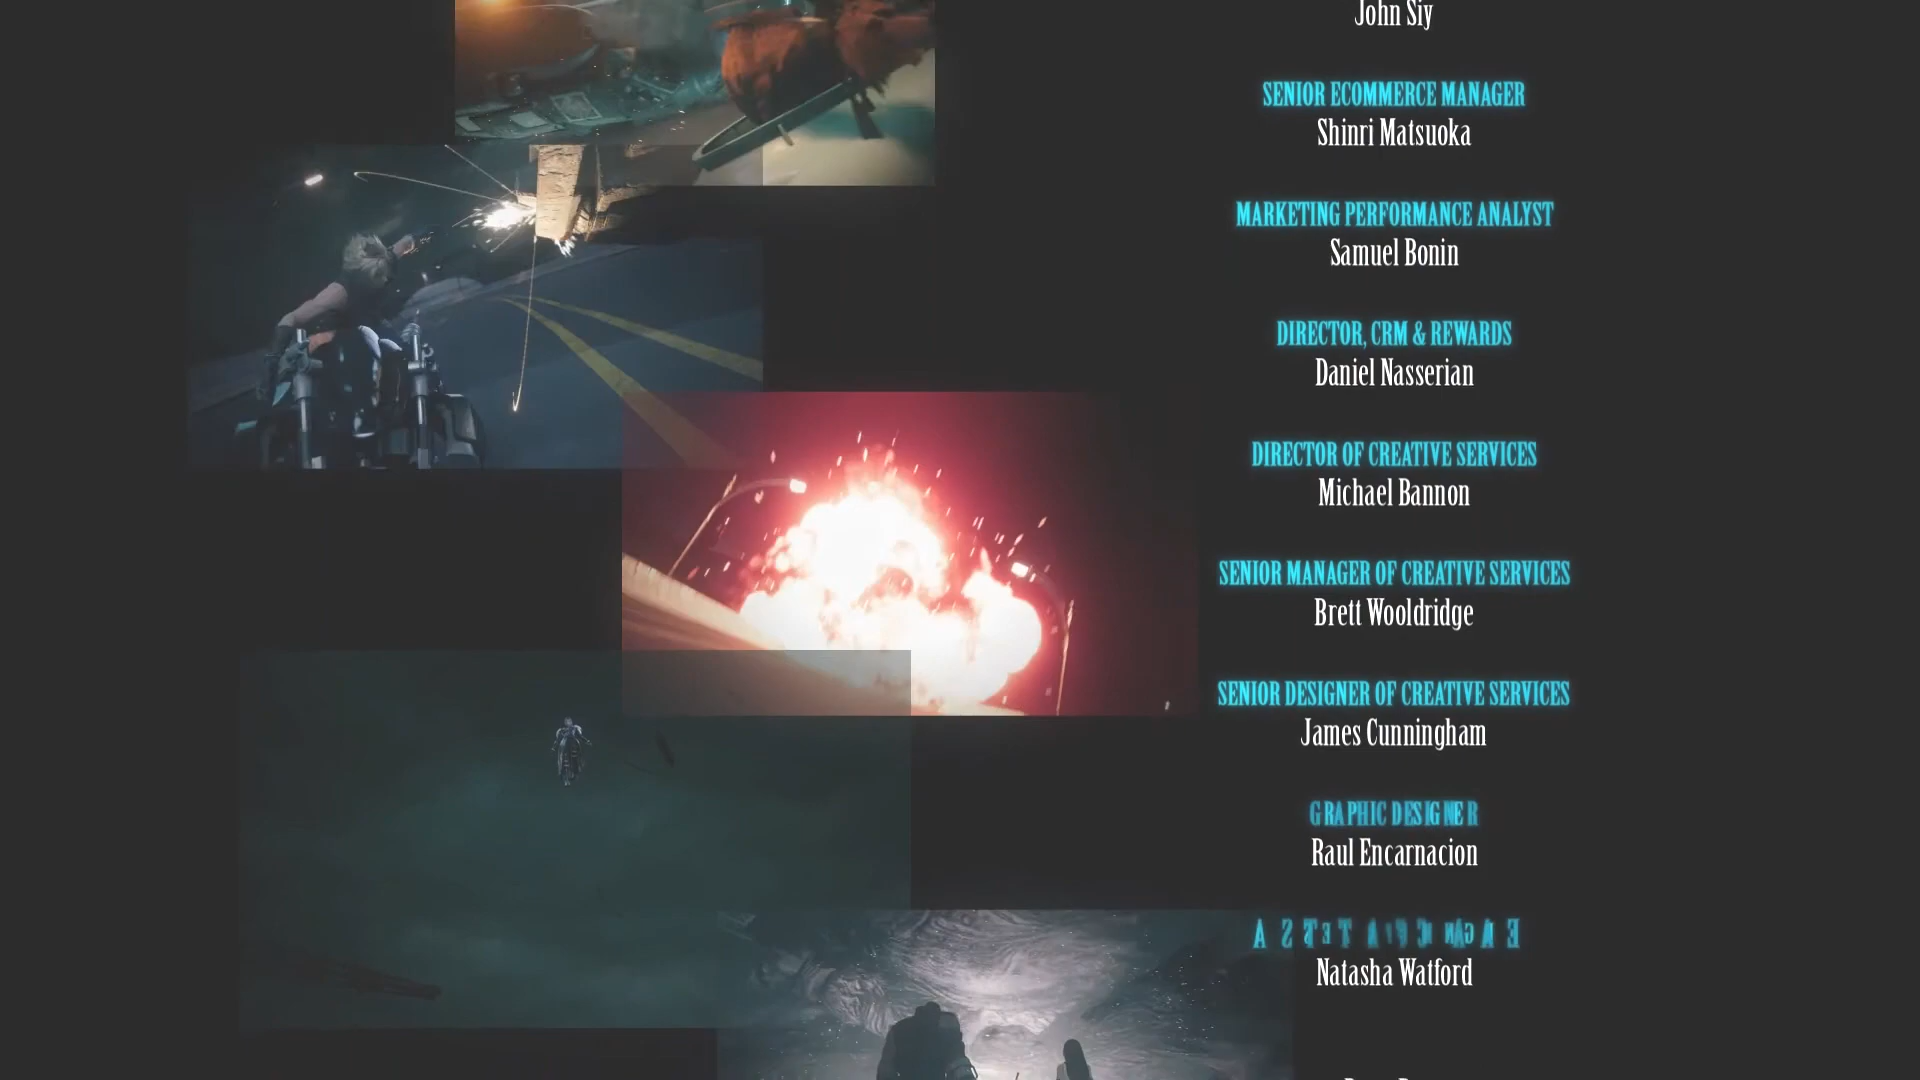 John Siy
SENIOR ECOMMERCE MANAGER
Shinri Matsuoka
MARKETING PERFORMANCE ANALYST
Samuel Bonin
DIRECTOR, CRM & REWARDS
Daniel Nasserian
DIRECTOR OF CREATIVE SERVICES
Michael Bannon
SENIOR MANAGER OF CREATIVE SERVICES
Brett Wooldridge
SENIOR DESIGNER OF CREATIVE SERVICES
James Cunningham
GRAPHIC DESIGNER
Raul Encarnacion
Natasha Watford